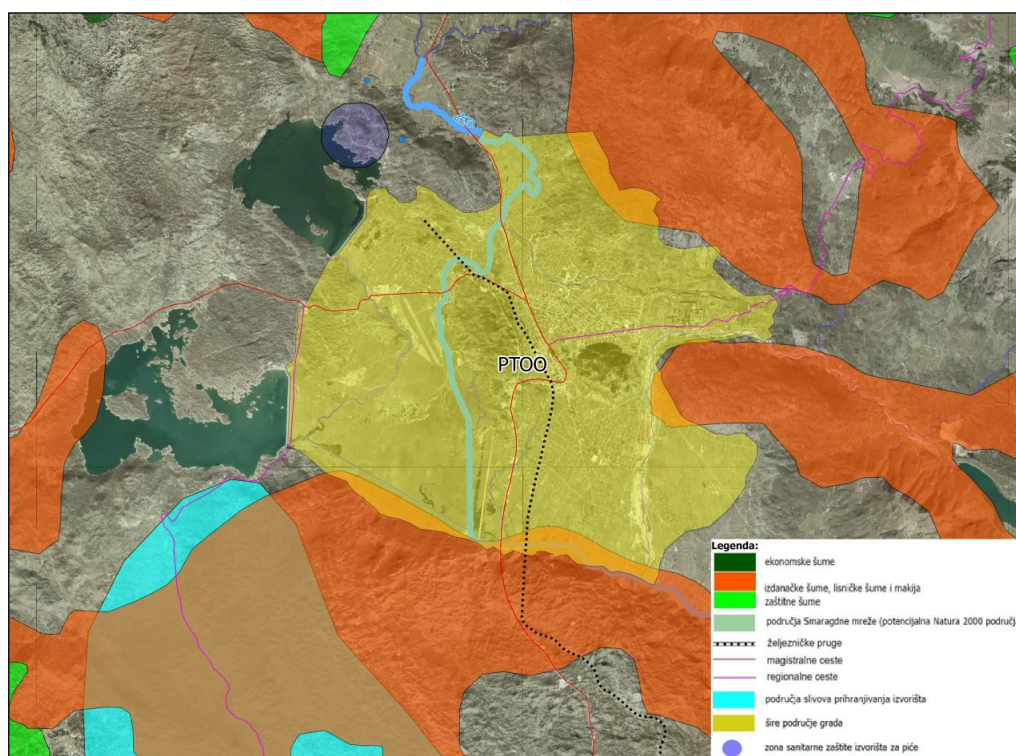 PTOO
Legenda:
ekonomske šume
izdanačke šume, lisničke šume i makija
zaštitne šume
područja Smaragdne mreže (potencijalna Natura 2000 područj
željezničke pruge
magistralne ceste
regionalne ceste
područja slivova prihranjivanja izvorišta
šire područje grada
zona sanitarne zaštite izvorišta za piće